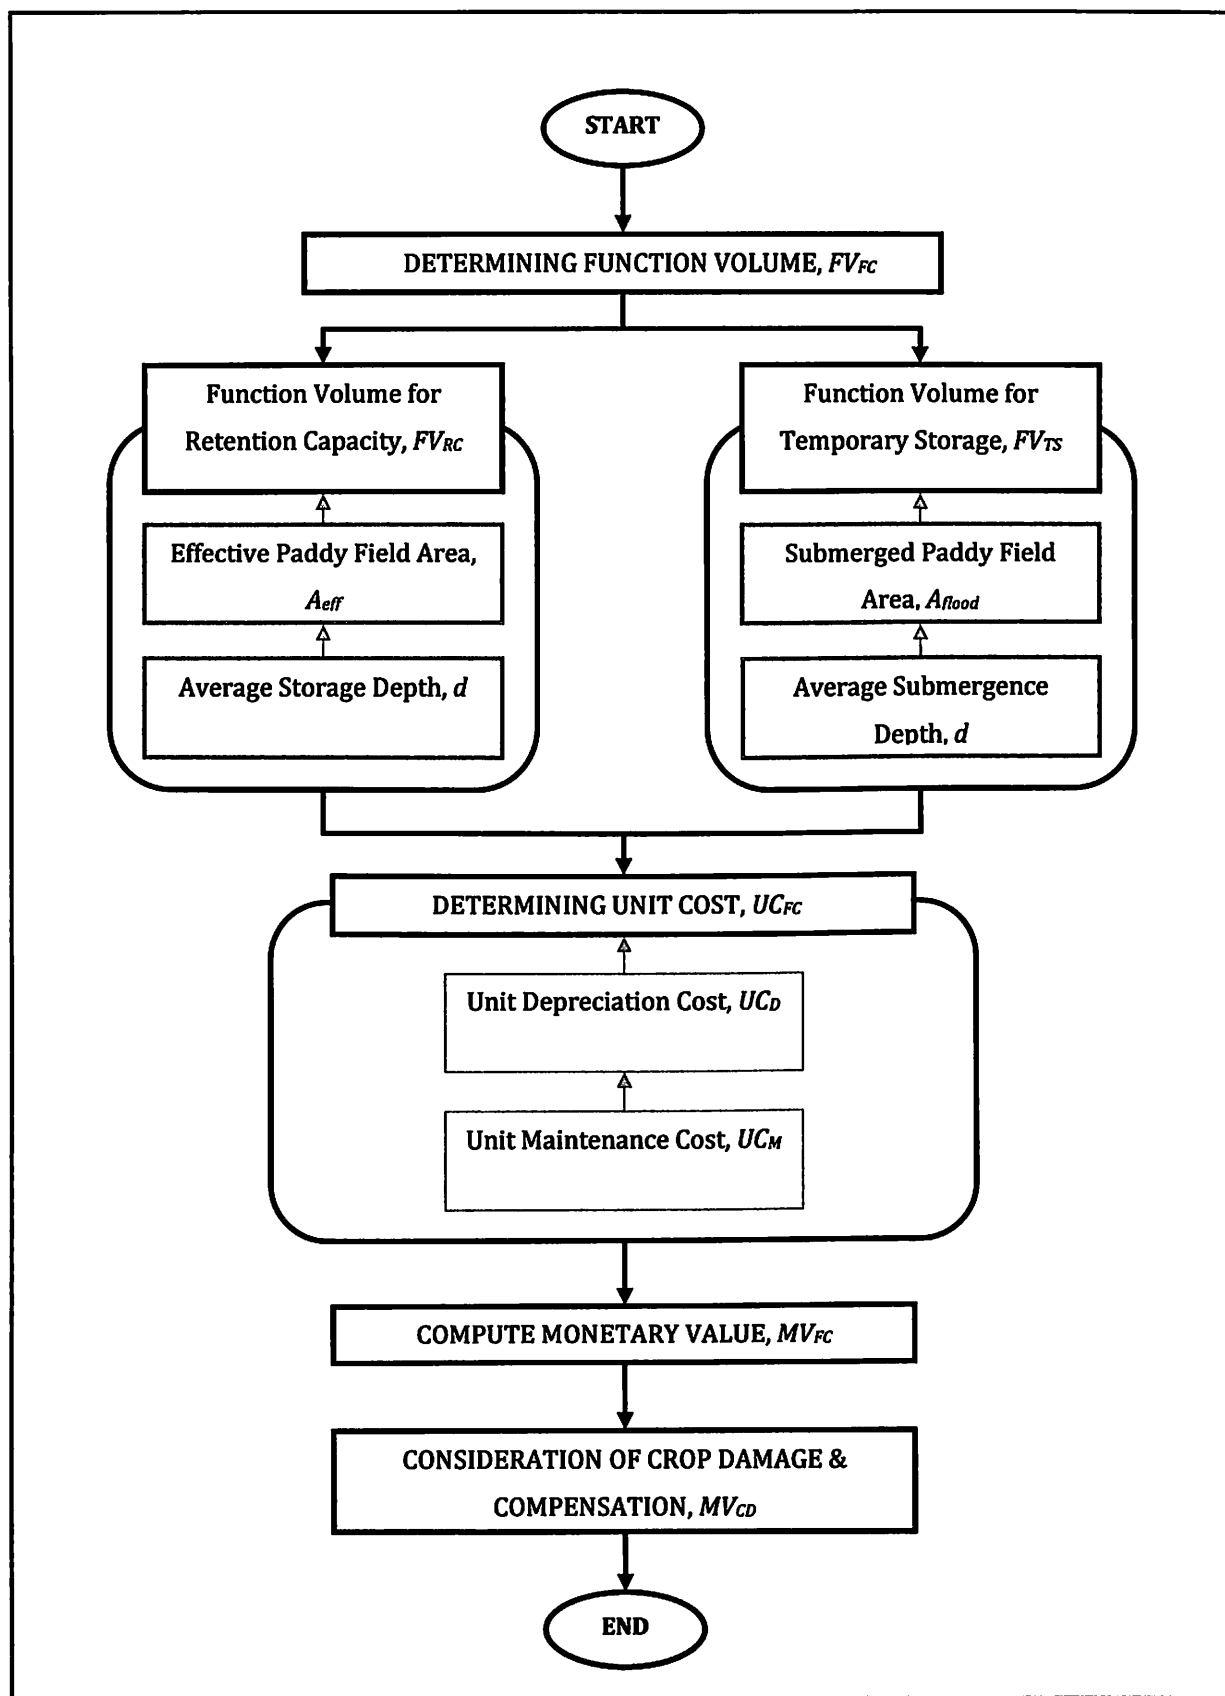 START
DETERMINING FUNCTION VOLUME, FVFC
Function Volume for
Retention Capacity, FVRC
Function Volume for
Temporary Storage, FVTS
Effective Paddy Field Area,
Aeff
Submerged Paddy Field
Area, Aflood
Average Storage Depth, d
Average Submergence
Depth, d
DETERMINING UNIT COST, UCFC
Unit Depreciation Cost, UCD
Unit Maintenance Cost, UCM
COMPUTE MONETARY VALUE, MVFC
CONSIDERATION OF CROP DAMAGE &
COMPENSATION, MVCD
END